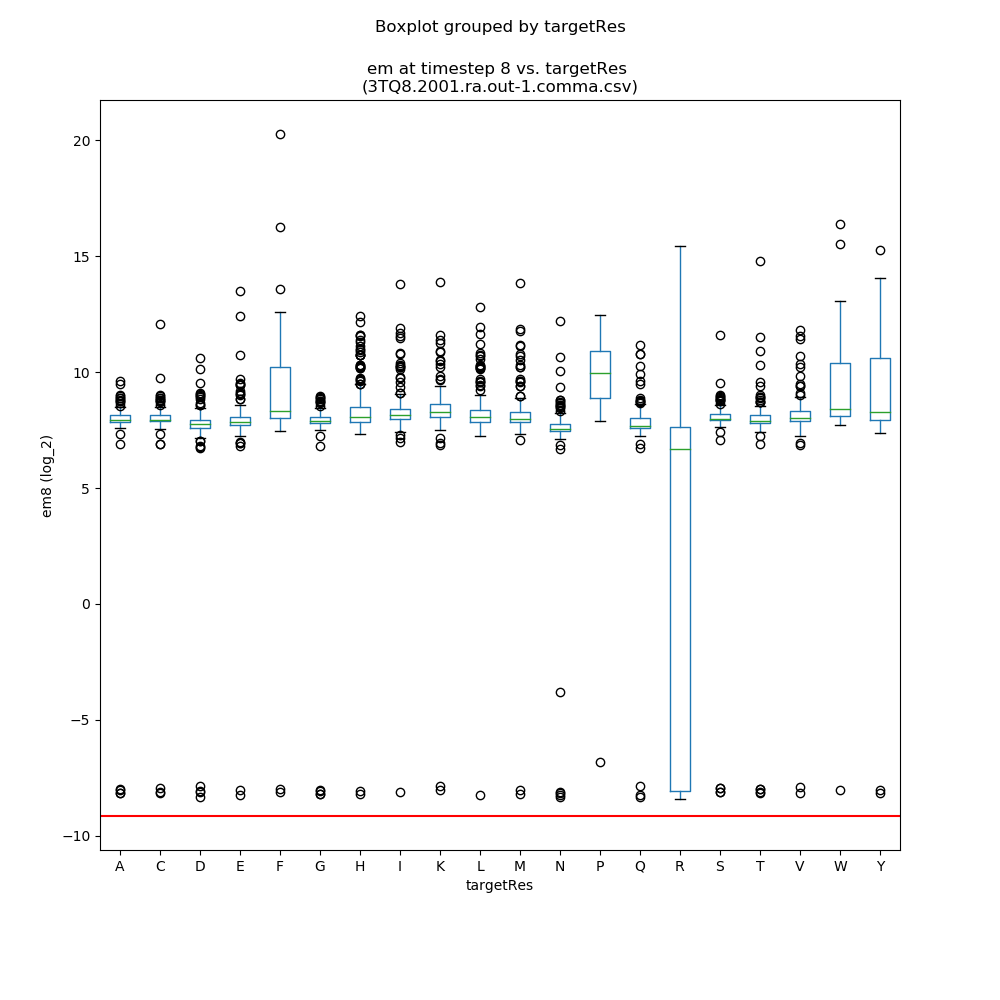 Boxplot grouped by targetRes
em at timestep 8 vs. targetRes
(3TQ8.2001.ra.out-1.comma.csv)
20
15
10
5
0
−5
−10
em8 (log_2)
A C D E F G H I K L M N P Q R S T V W Y
targetRes